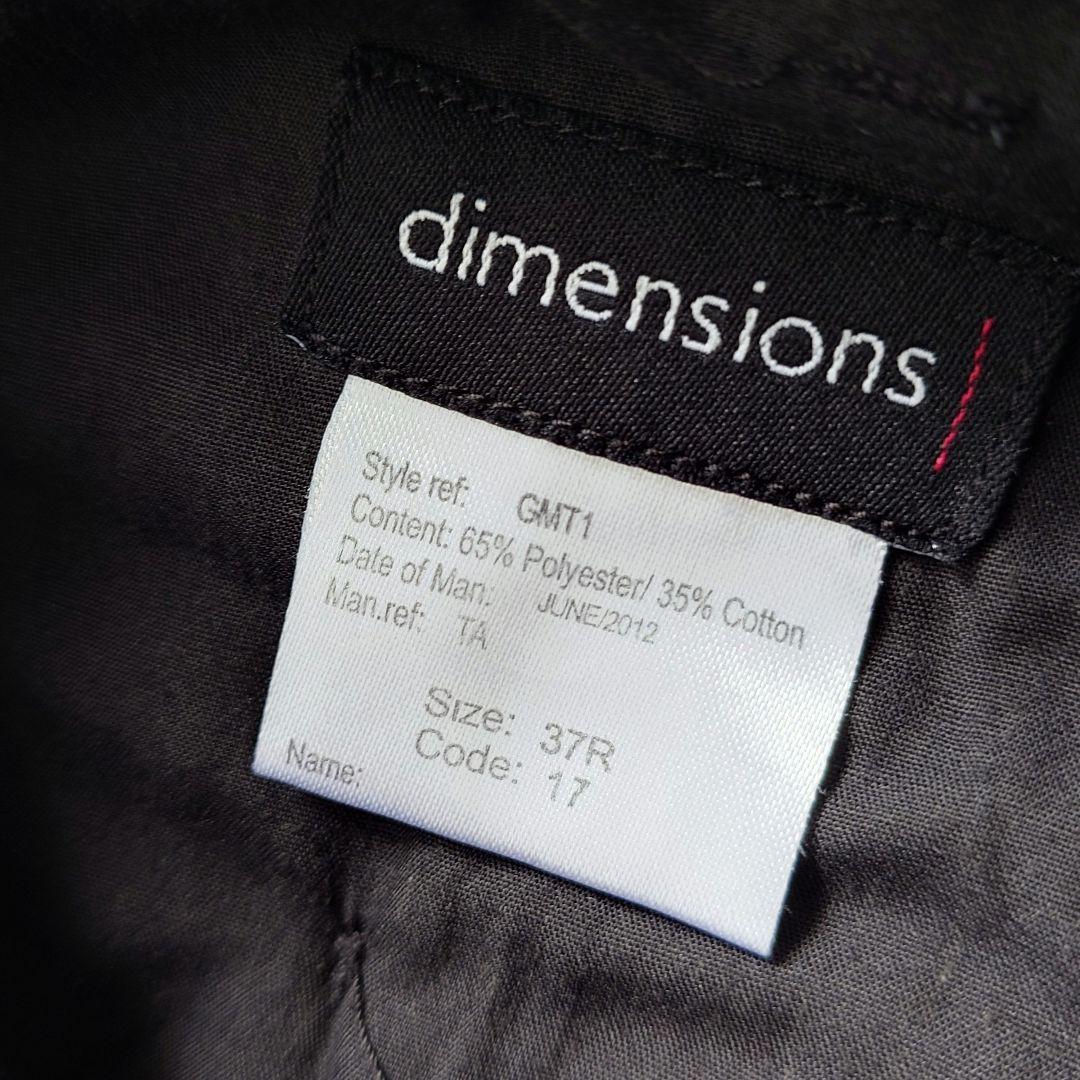 dimensions
Style ref: GMT1
Content: 65% Polyester/ 35% Cotton
Date of Man: JUNE/2012
Man.ref: TA
Size: 37R
Code: 17
Name: